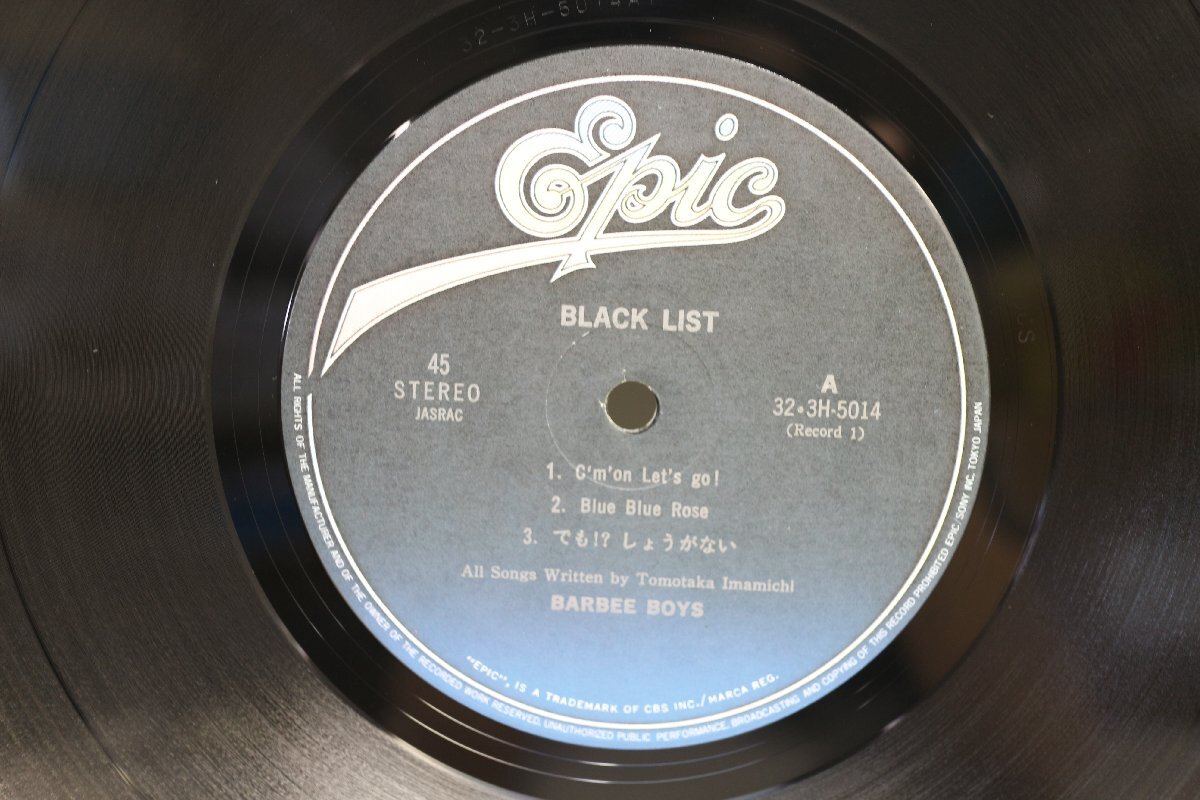 32-3H-5014A1
Epic
BLACK LIST
45
STEREO
JASRAC
A
32・3H-5014
(Record 1)
1. C'm'on Let's go!
2. Blue Blue Rose
3. でも!? しょうがない
All Songs Written by Tomotaka Imamichi
BARBEE BOYS
"EPIC", IS A TRADEMARK OF CBS INC./MARCA REG.
ALL RIGHTS OF THE MANUFACTURER AND OF THE OWNER OF THE RECORDED WORK RESERVED. UNAUTHORIZED PUBLIC PERFORMANCE, BROADCASTING AND COPYING OF THIS RECORD PROHIBITED EPIC/SONY INC. TOKYO JAPAN